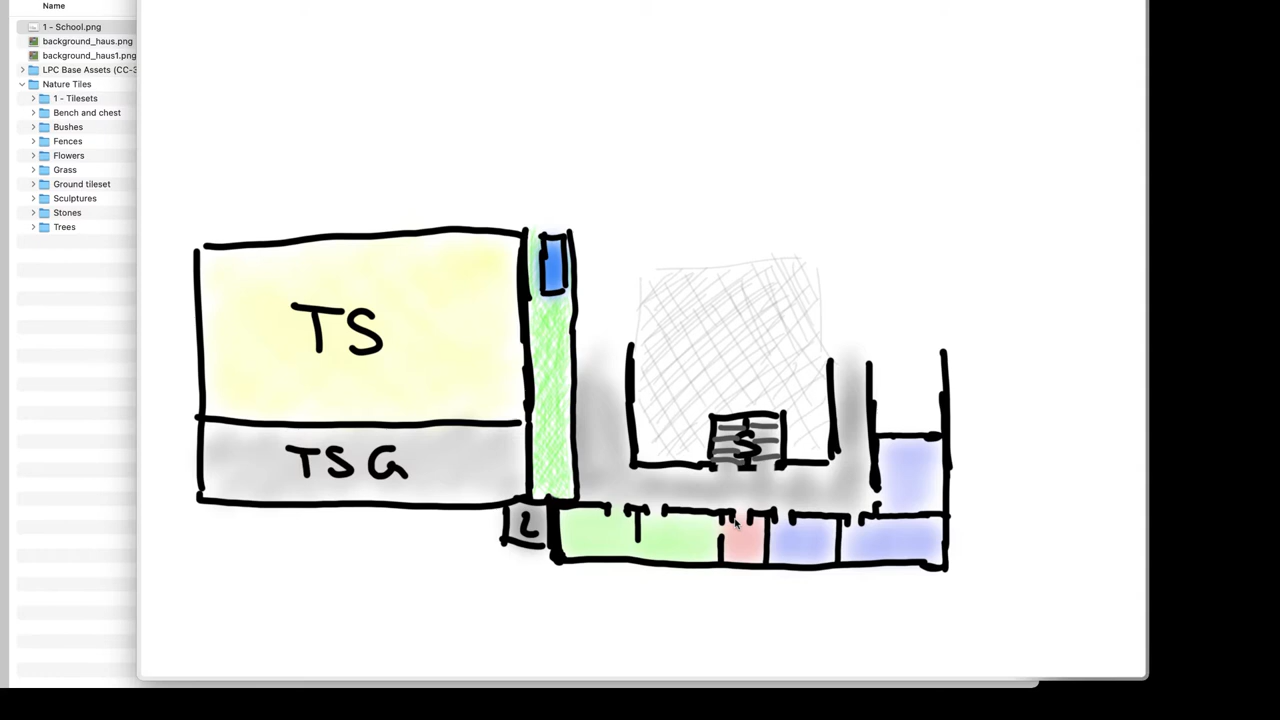 Name
1 - School.png
background_haus.png
background_haus1.png
LPC Base Assets (CC-3
Nature Tiles
1 - Tilesets
Bench and chest
Bushes
Fences
Flowers
Grass
Ground tileset
Sculptures
Stones
Trees
TS
TSG
S
L